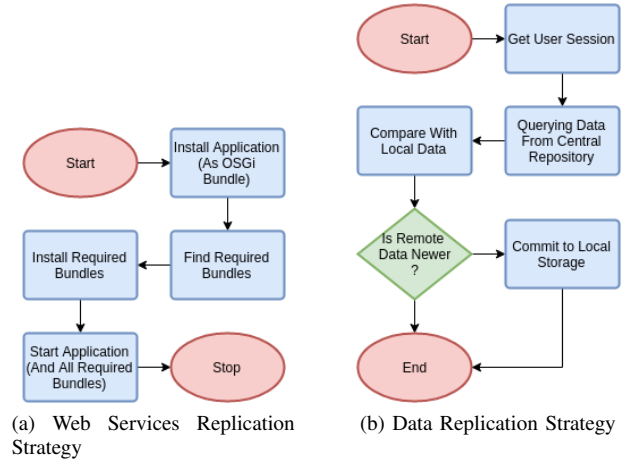 Start
Install Application
(As OSGi
Bundle)
Find Required
Bundles
Install Required
Bundles
Start Application
(And All Required
Bundles)
Stop
(a) Web Services Replication
Strategy
Start
Get User Session
Querying Data
From Central
Repository
Compare With
Local Data
Is Remote
Data Newer
?
Commit to Local
Storage
End
(b) Data Replication Strategy